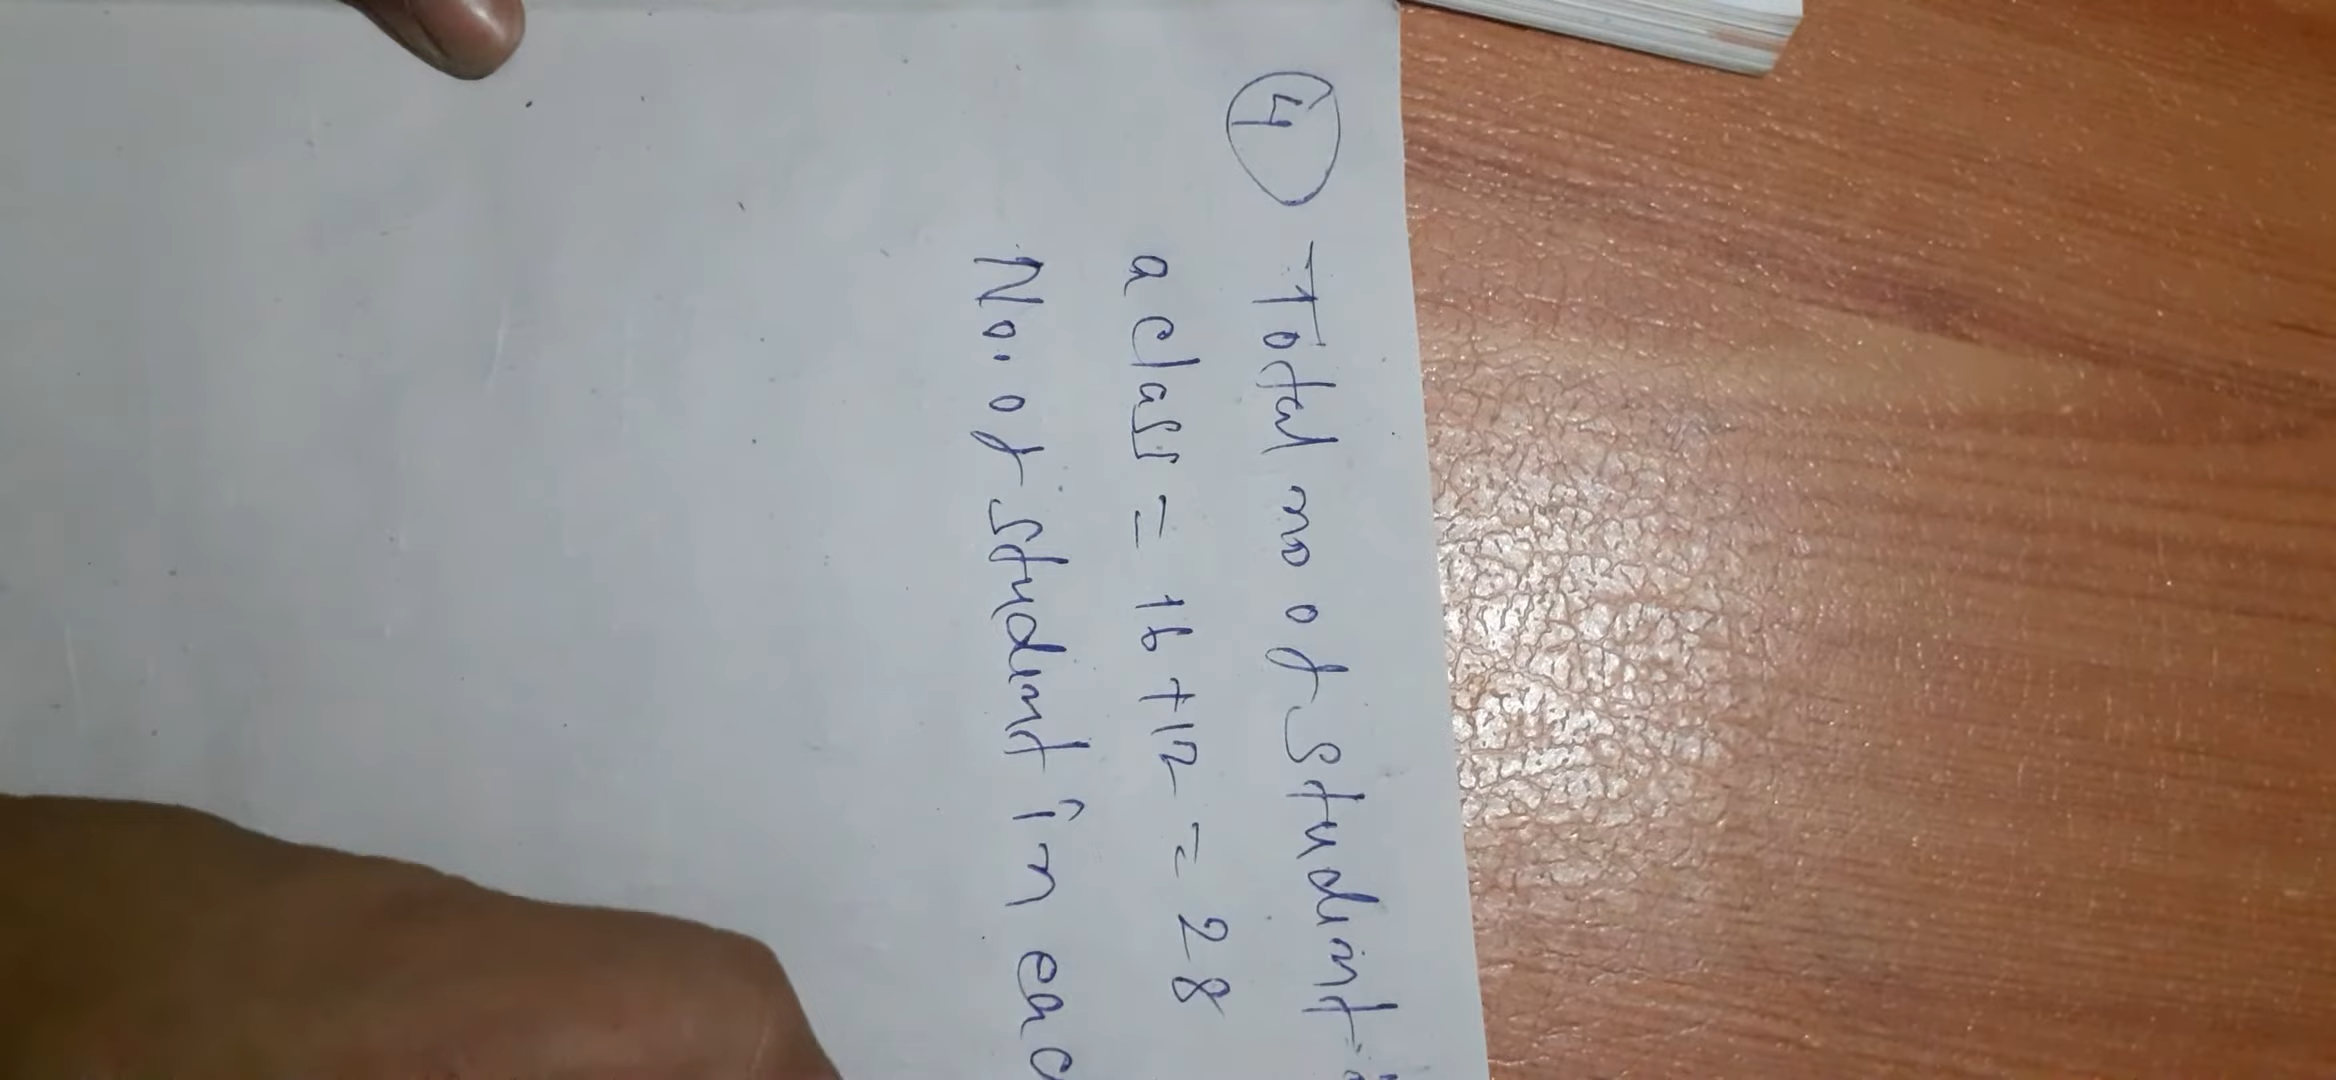 4 Total no of student
a class = 16 + 12 = 28
No. of student in eac